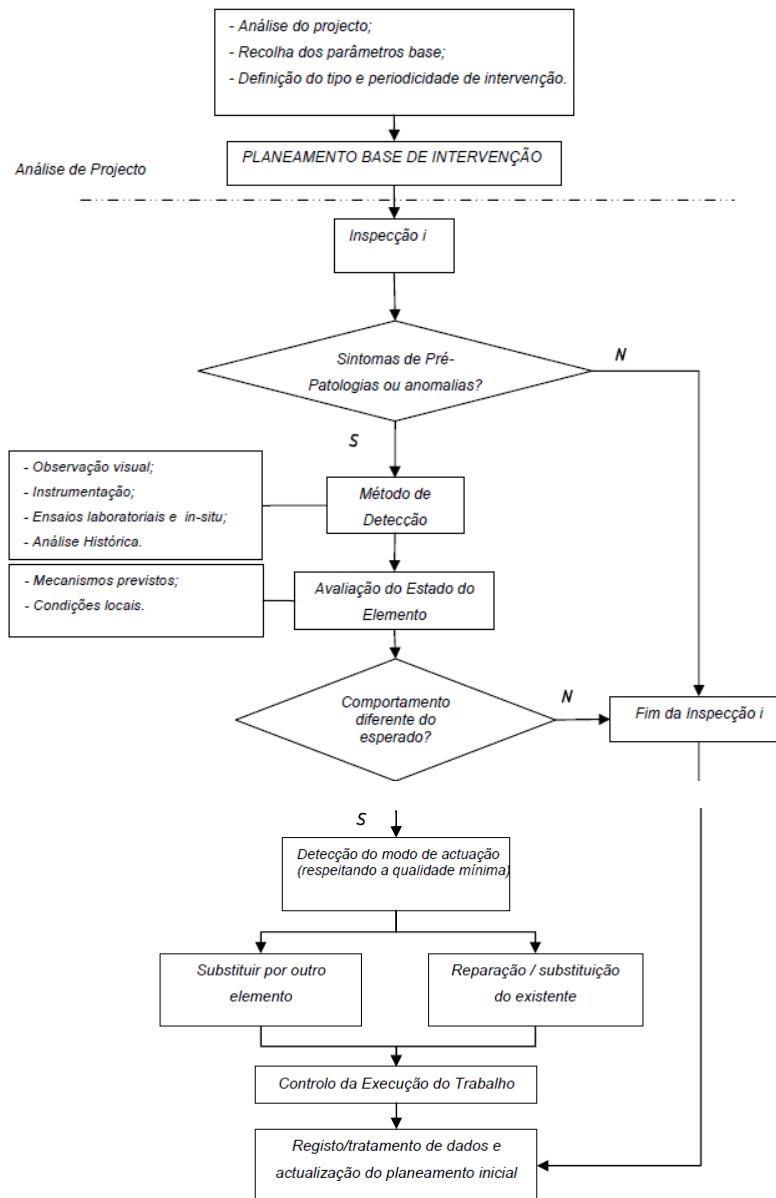 - Análise do projecto;
- Recolha dos parâmetros base;
- Definição do tipo e periodicidade de intervenção.
PLANEAMENTO BASE DE INTERVENÇÃO
Análise de Projecto
Inspecção i
Sintomas de Pré-
Patologias ou anomalias?
N
S
- Observação visual;
- Instrumentação;
- Ensaios laboratoriais e in-situ;
- Análise Histórica.
Método de
Detecção
- Mecanismos previstos;
- Condições locais.
Avaliação do Estado do
Elemento
Comportamento
diferente do
esperado?
N
Fim da Inspecção i
S
Detecção do modo de actuação
(respeitando a qualidade mínima)
Substituir por outro
elemento
Reparação / substituição
do existente
Controlo da Execução do Trabalho
Registo/tratamento de dados e
actualização do planeamento inicial